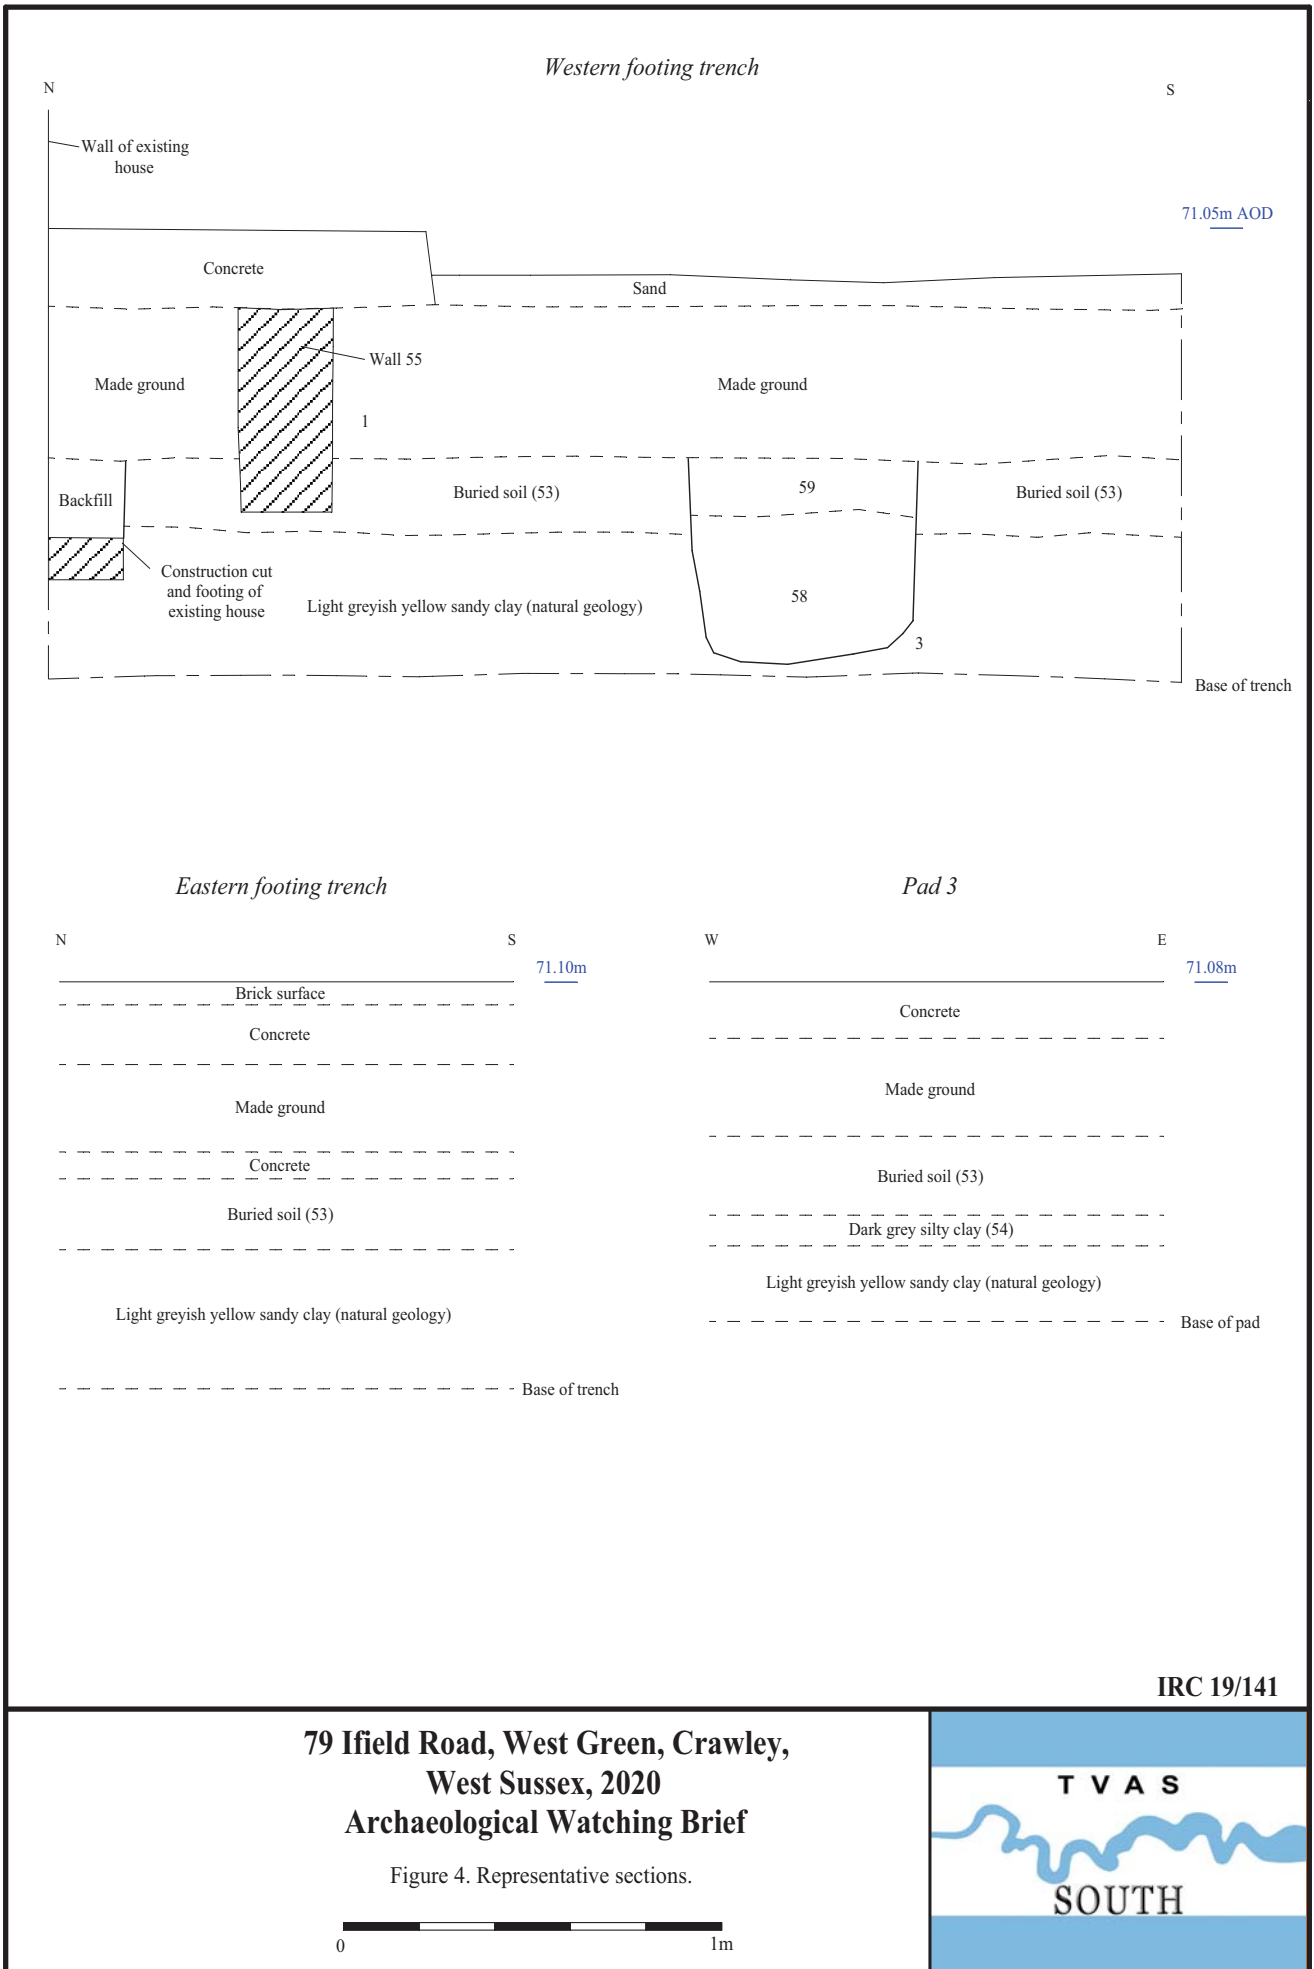 Western footing trench
N
S
Wall of existing
house
71.05m AOD
Concrete
Sand
Wall 55
Made ground
Made ground
1
Backfill
Buried soil (53)
59
Buried soil (53)
Construction cut
and footing of
existing house
Light greyish yellow sandy clay (natural geology)
58
3
Base of trench
Eastern footing trench
N
S
71.10m
Brick surface
Concrete
Made ground
Concrete
Buried soil (53)
Light greyish yellow sandy clay (natural geology)
Base of trench
Pad 3
W
E
71.08m
Concrete
Made ground
Buried soil (53)
Dark grey silty clay (54)
Light greyish yellow sandy clay (natural geology)
Base of pad
IRC 19/141
79 Ifield Road, West Green, Crawley,
West Sussex, 2020
Archaeological Watching Brief
Figure 4. Representative sections.
0
1m
TVAS
SOUTH